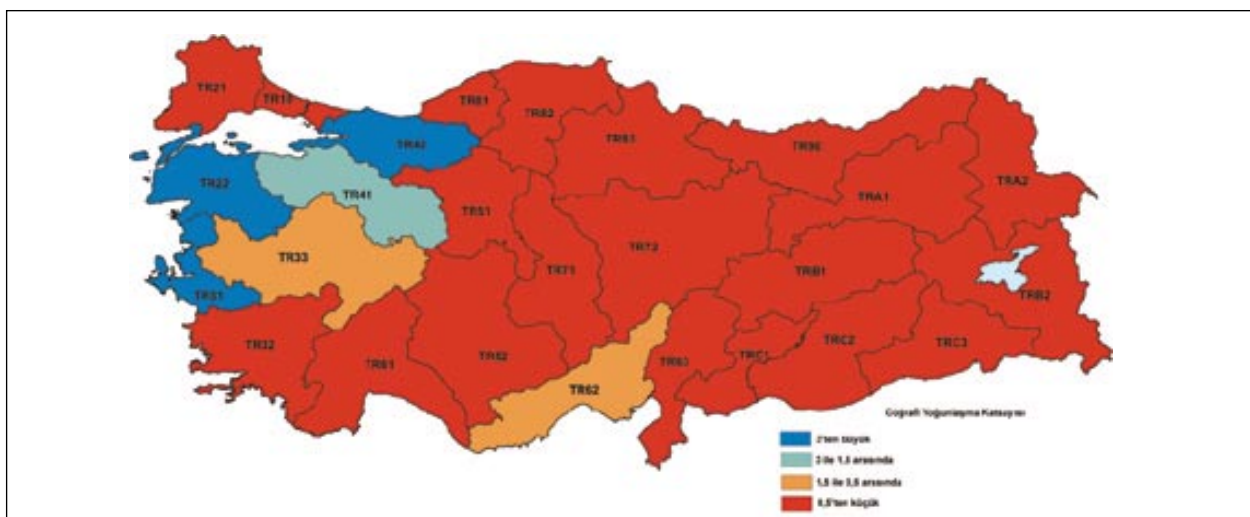 TR21
TR10
TR81
TR82
TR83
TR90
TRA2
TR42
TR22
TR41
TR51
TRA1
TR72
TR33
TR71
TRB1
TRB2
TR31
TR32
TR61
TR52
TR62
TR63
TRC1
TRC2
TRC3
Coğrafi Yoğunlaşma Katsayısı
2'ten büyük
2 ile 1,5 arasında
1,5 ile 0,5 arasında
0,5'ten küçük